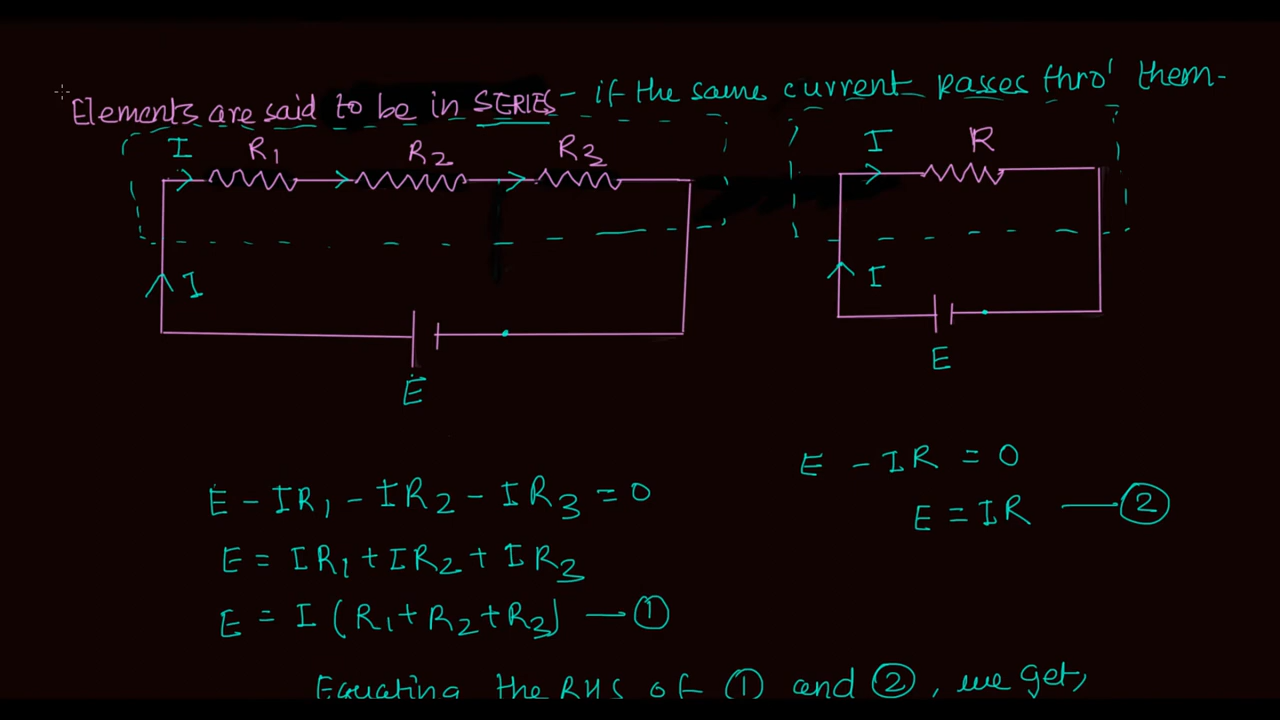 Elements are said to be in SERIES - if the same current passes thro' them-
I R1 R2 R3
I R
I
I
E
E
E - IR1 - IR2 - IR3 = 0
E = IR1 + IR2 + IR3
E = I (R1 + R2 + R3) — ①
E - IR = 0
E = IR — ②
Equating the RHS of ① and ②, we get,